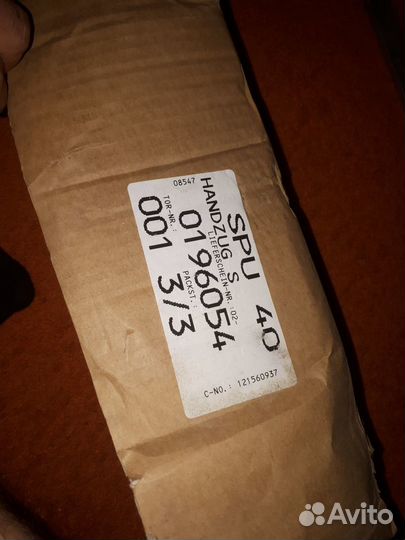 08547
SPU 40
HANDZUG S
LIEFERSCHEIN-NR.:02-
0196054
TOR-NR.: PACKST.:
001 3/3
C-NO.: 121560937
Avito